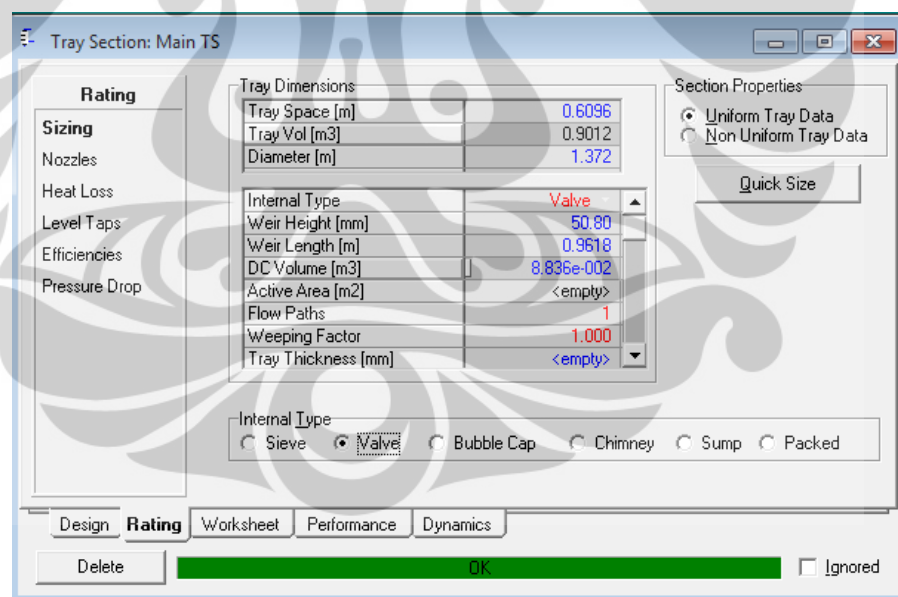 Tray Section: Main TS
Rating
Sizing
Nozzles
Heat Loss
Level Taps
Efficiencies
Pressure Drop
Tray Dimensions
Tray Space [m] 0.6096
Tray Vol [m3] 0.9012
Diameter [m] 1.372
Internal Type Valve
Weir Height [mm] 50.80
Weir Length [m] 0.9618
DC Volume [m3] 8.836e-002
Active Area [m2] <empty>
Flow Paths 1
Weeping Factor 1.000
Tray Thickness [mm] <empty>
Section Properties
Uniform Tray Data
Non Uniform Tray Data
Quick Size
Internal Type
Sieve Valve Bubble Cap Chimney Sump Packed
Design Rating Worksheet Performance Dynamics
Delete OK Ignored